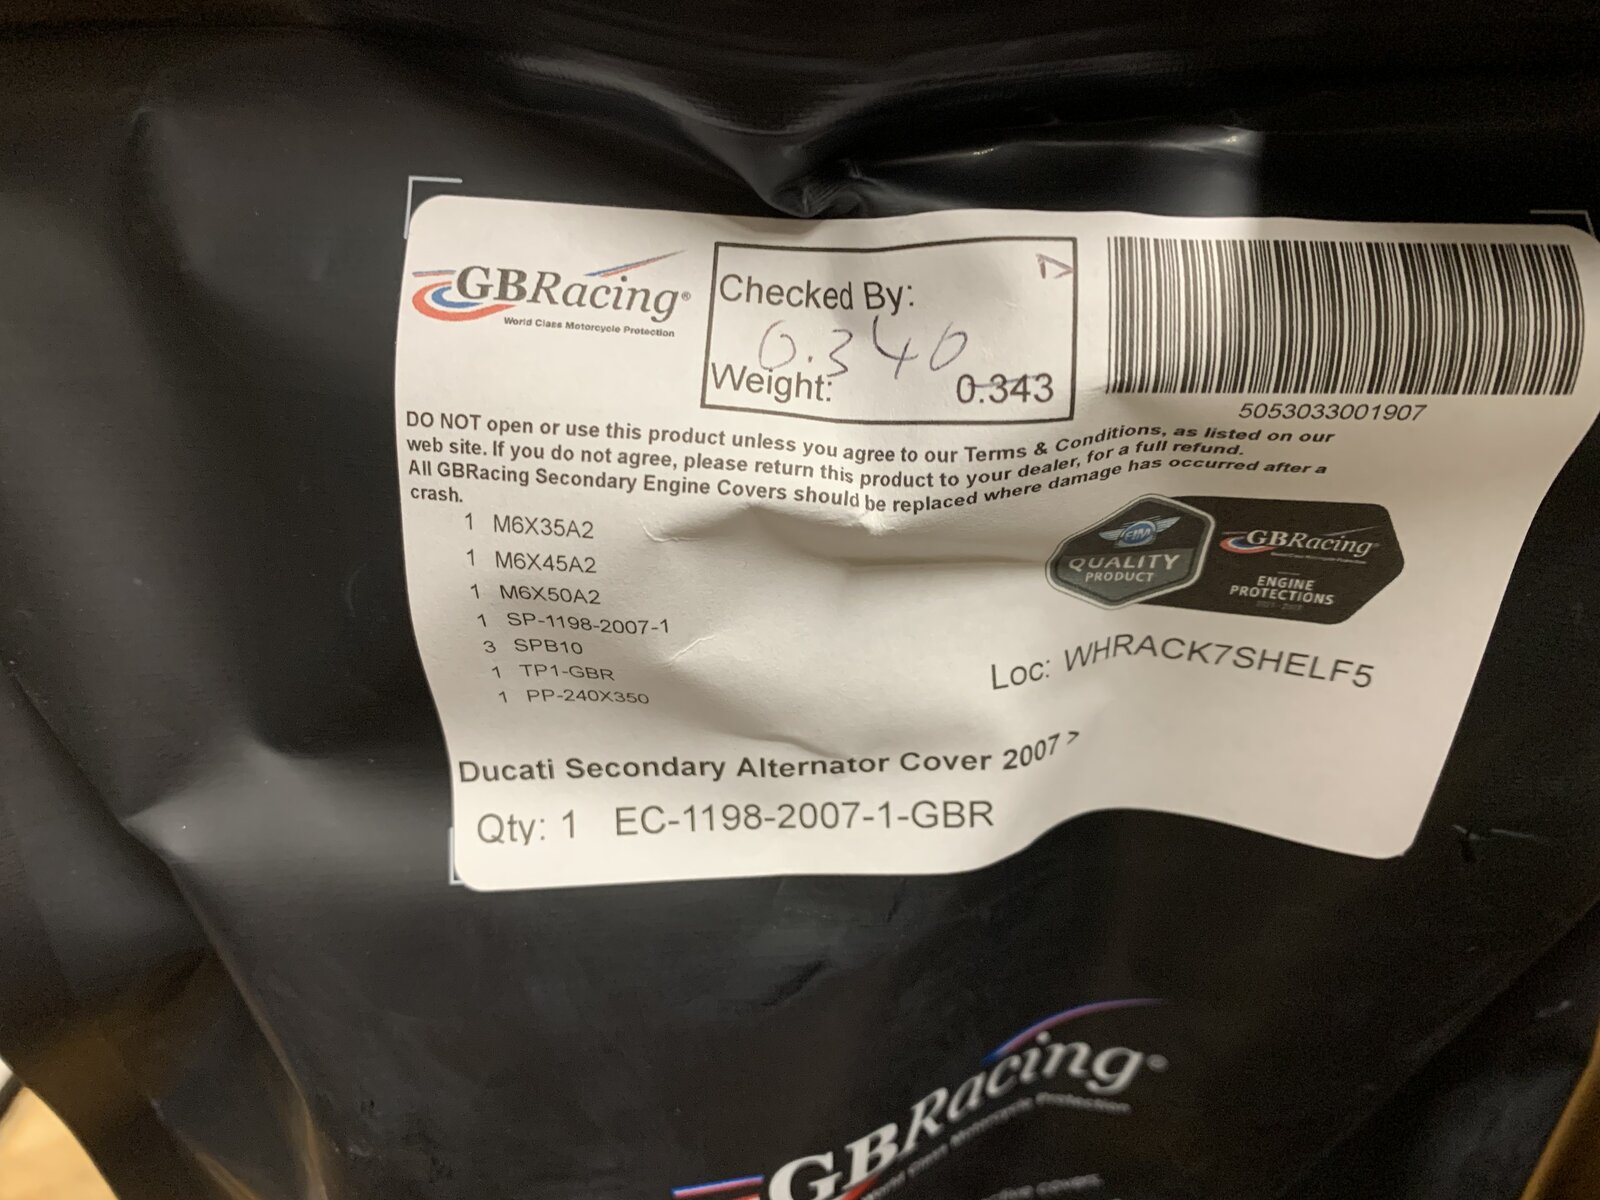 GBRacing®
World Class Motorcycle Protection
Checked By:
0.340
Weight: 0.343
5053033001907
DO NOT open or use this product unless you agree to our Terms & Conditions, as listed on our
web site. If you do not agree, please return this product to your dealer, for a full refund.
All GBRacing Secondary Engine Covers should be replaced where damage has occurred after a
crash.
1 M6X35A2
1 M6X45A2
1 M6X50A2
1 SP-1198-2007-1
3 SPB10
1 TP1-GBR
1 PP-240X350
FIM
QUALITY
PRODUCT
GBRacing
ENGINE
PROTECTIONS
Loc: WHRACK7SHELF5
Ducati Secondary Alternator Cover 2007 >
Qty: 1 EC-1198-2007-1-GBR
GBRacing®
World Class Motorcycle Protection